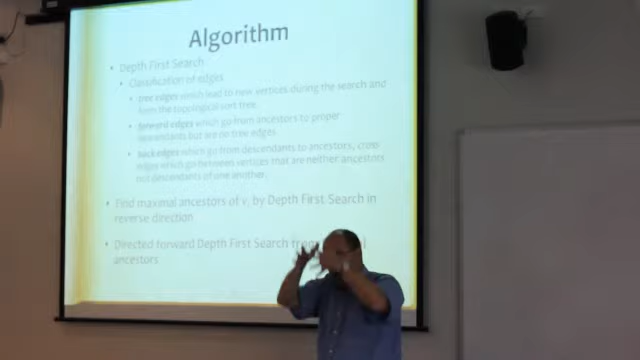 Algorithm
• Depth First Search
• Classification of edges
• tree edges which lead to new vertices during the search and
form the topological sort tree.
• forward edges which go from ancestors to proper
descendants but are no tree edges.
• back edges which go from descendants to ancestors, cross
edges which go between vertices that are neither ancestors
not descendants of one another.
• Find maximal ancestors of vᵢ by Depth First Search in
reverse direction
• Directed forward Depth First Search from
ancestors